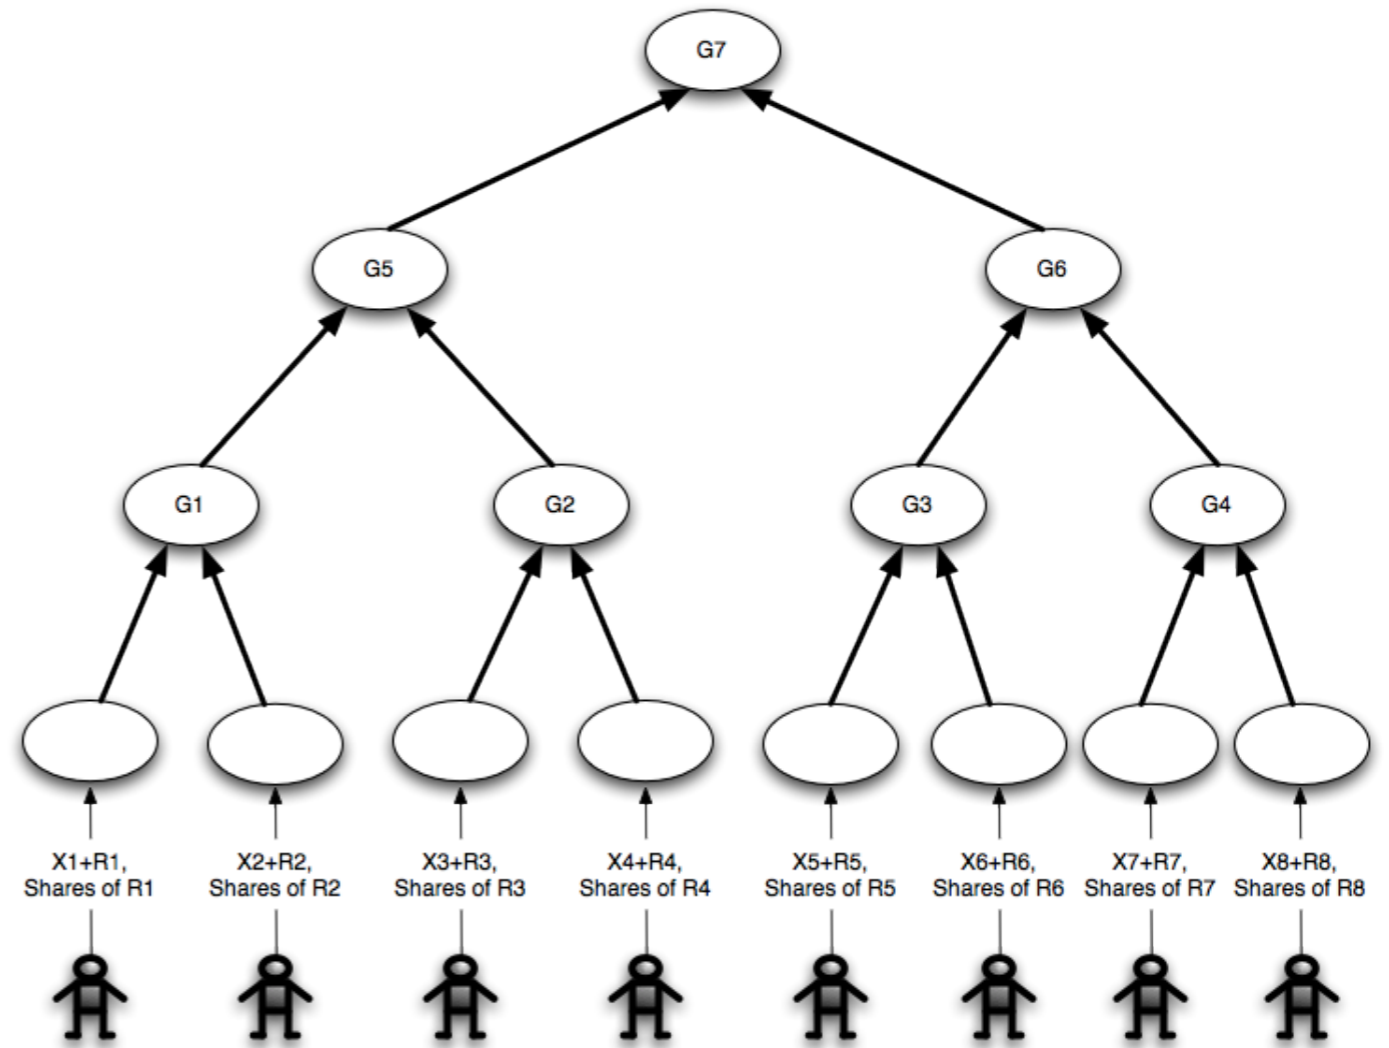 G7
G5
G6
G1
G2
G3
G4
X1+R1,
Shares of R1
X2+R2,
Shares of R2
X3+R3,
Shares of R3
X4+R4,
Shares of R4
X5+R5,
Shares of R5
X6+R6,
Shares of R6
X7+R7,
Shares of R7
X8+R8,
Shares of R8